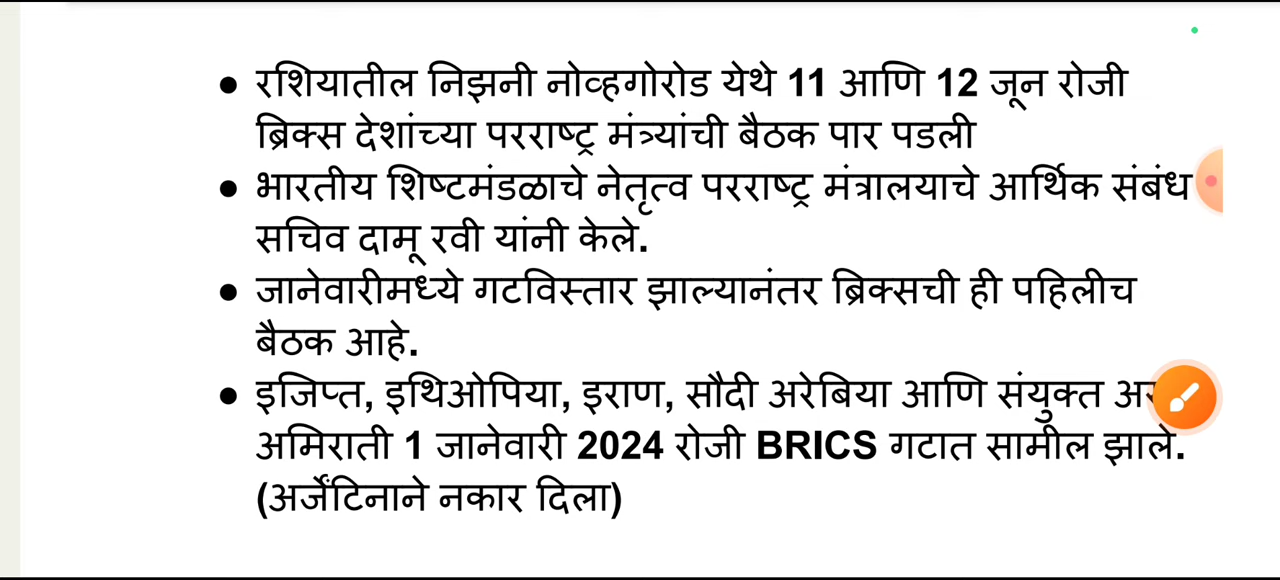 ● रशियातील निझनी नोव्हगोरोड येथे 11 आणि 12 जून रोजी
ब्रिक्स देशांच्या परराष्ट्र मंत्र्यांची बैठक पार पडली
● भारतीय शिष्टमंडळाचे नेतृत्व परराष्ट्र मंत्रालयाचे आर्थिक संबंध
सचिव दामू रवी यांनी केले.
● जानेवारीमध्ये गटविस्तार झाल्यानंतर ब्रिक्सची ही पहिलीच
बैठक आहे.
● इजिप्त, इथिओपिया, इराण, सौदी अरेबिया आणि संयुक्त
अमिराती 1 जानेवारी 2024 रोजी BRICS गटात सामील झाले.
(अर्जेंटिनाने नकार दिला)